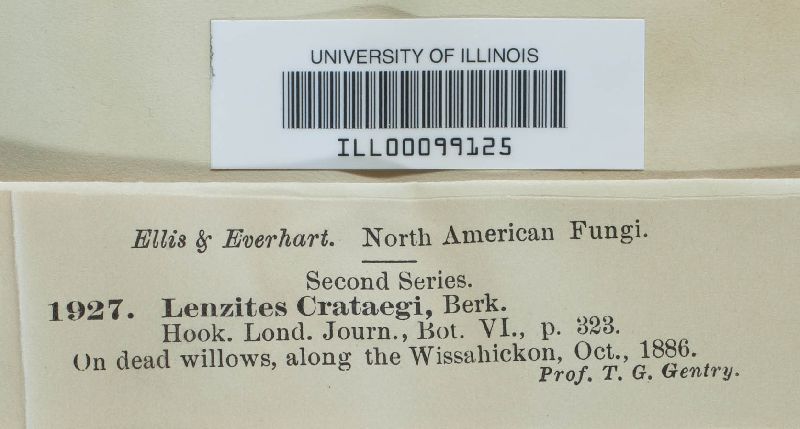 UNIVERSITY OF ILLINOIS
ILL00099125
Ellis & Everhart. North American Fungi.
Second Series.
1927. Lenzites Crataegi, Berk.
Hook. Lond. Journ., Bot. VI., p. 323.
On dead willows, along the Wissahickon, Oct., 1886.
Prof. T. G. Gentry.